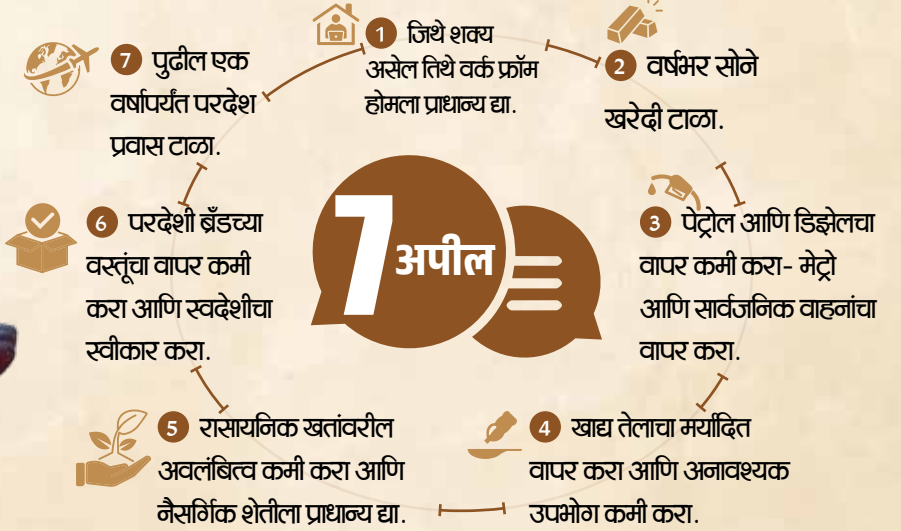 7 अपील
1 जिथे शक्य
असेल तिथे वर्क फ्रॉम
होमला प्राधान्य द्या.
2 वर्षभर सोने
खरेदी टाळा.
3 पेट्रोल आणि डिझेलचा
वापर कमी करा- मेट्रो
आणि सार्वजनिक वाहनांचा
वापर करा.
4 खाद्य तेलाचा मर्यादित
वापर करा आणि अनावश्यक
उपभोग कमी करा.
5 रासायनिक खतांवरील
अवलंबित्व कमी करा आणि
नैसर्गिक शेतीला प्राधान्य द्या.
6 परदेशी ब्रँडच्या
वस्तूंचा वापर कमी
करा आणि स्वदेशीचा
स्वीकार करा.
7 पुढील एक
वर्षापर्यंत परदेश
प्रवास टाळा.